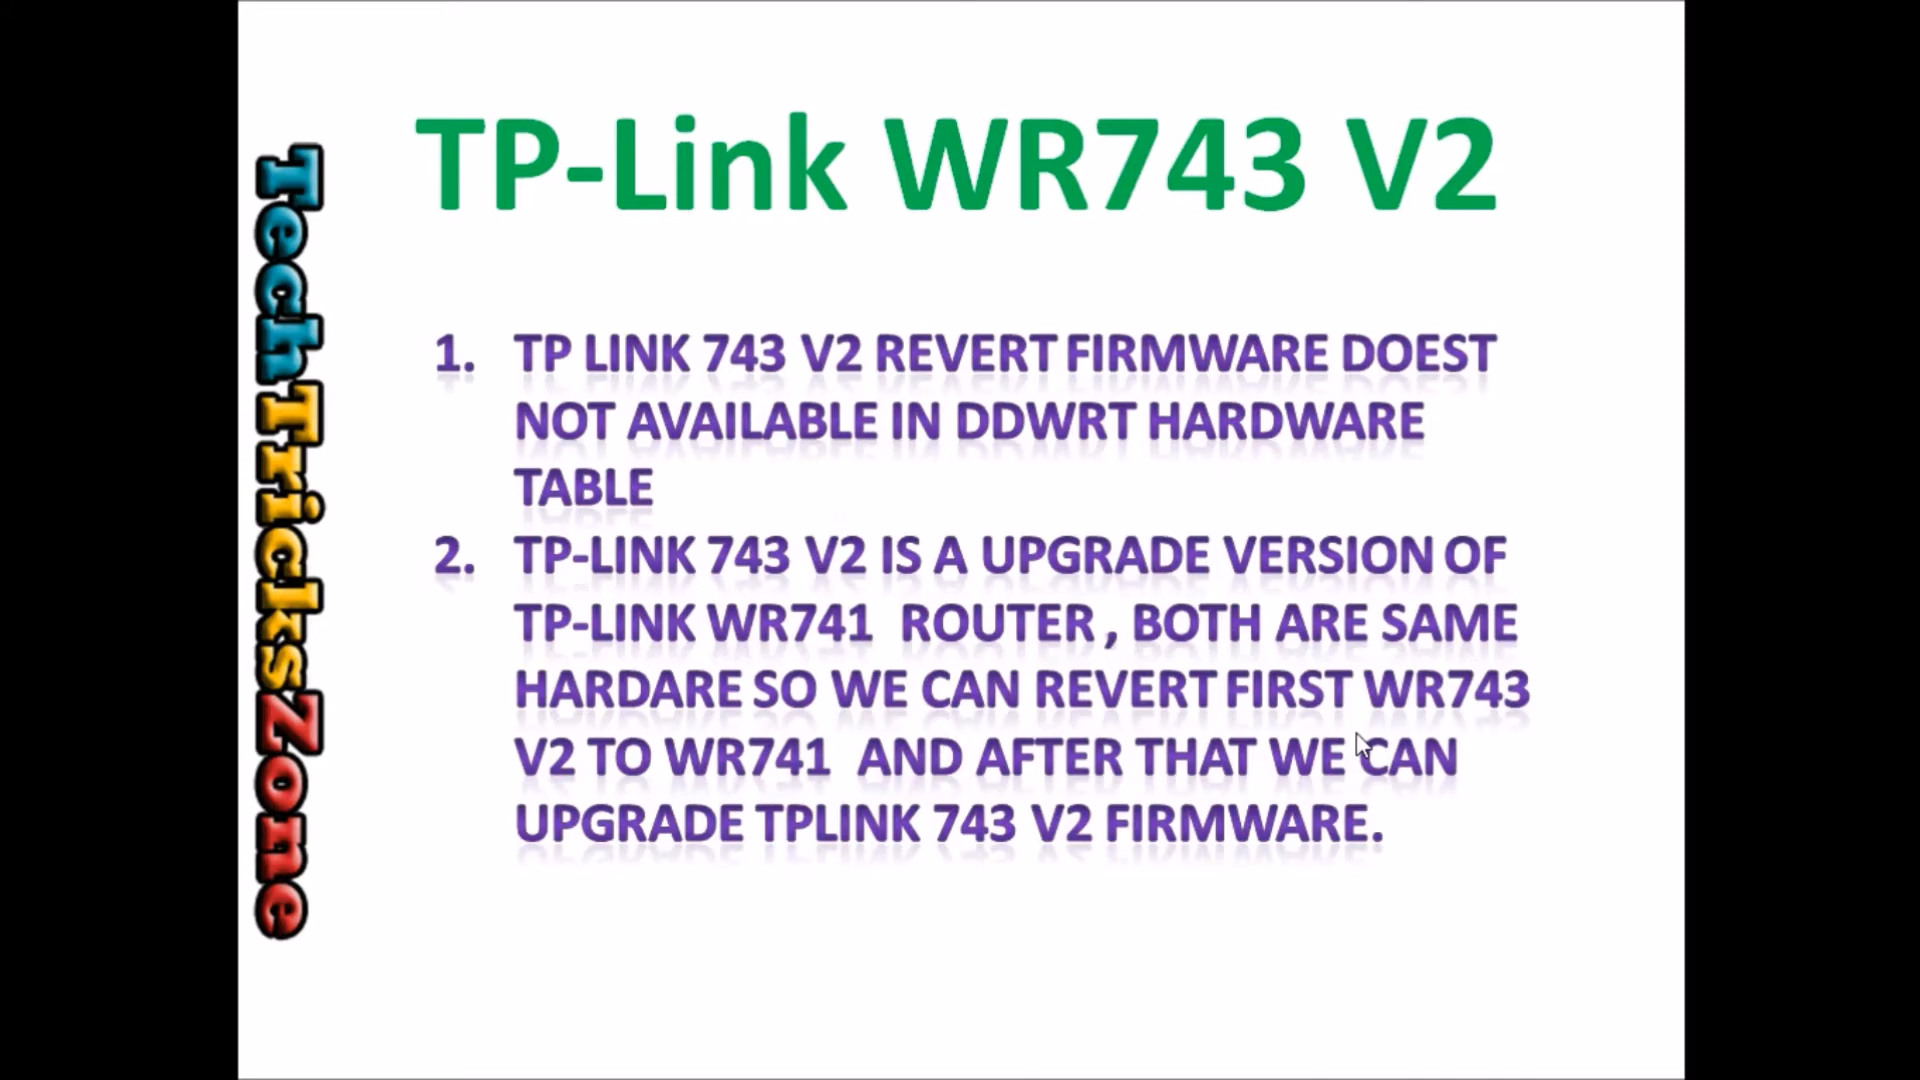 TP-Link WR743 V2
TechTricksZone
1. TP LINK 743 V2 REVERT FIRMWARE DOEST
NOT AVAILABLE IN DDWRT HARDWARE
TABLE
2. TP-LINK 743 V2 IS A UPGRADE VERSION OF
TP-LINK WR741 ROUTER , BOTH ARE SAME
HARDARE SO WE CAN REVERT FIRST WR743
V2 TO WR741 AND AFTER THAT WE CAN
UPGRADE TPLINK 743 V2 FIRMWARE.